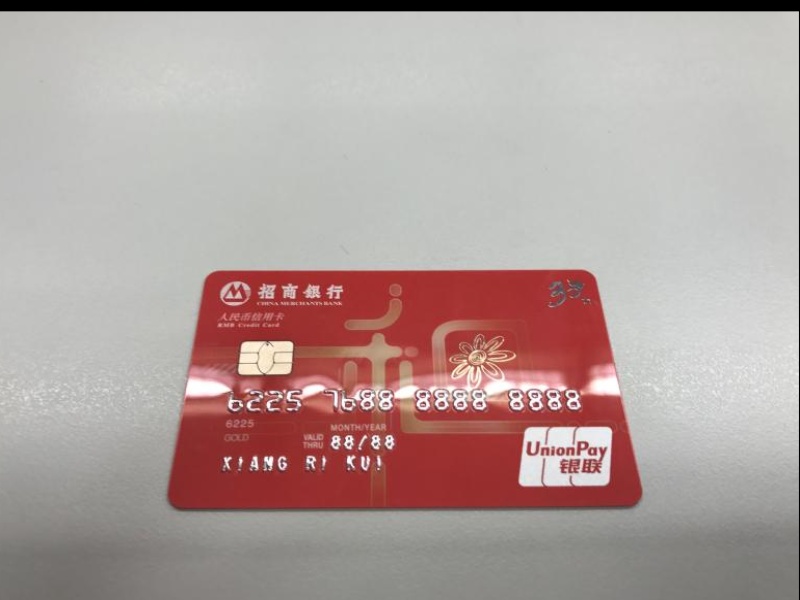 招商银行
CHINA MERCHANTS BANK
人民币信用卡
RMB Credit Card
6225 7688 8888 8888
6225
MONTH/YEAR
GOLD
VALID THRU 88/88
XIANG RI KUI
UnionPay
银联